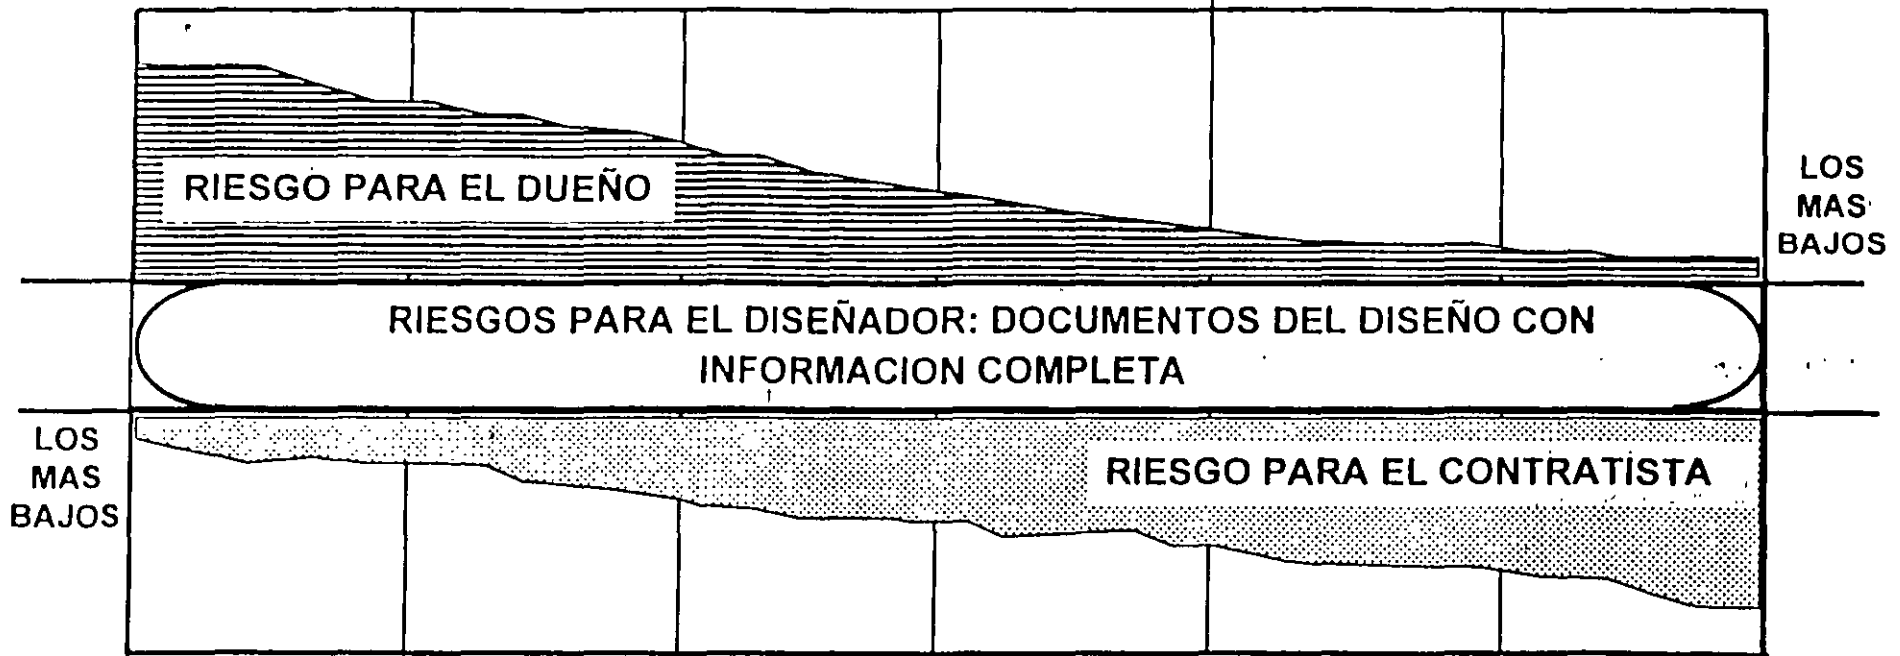 RIESGO PARA EL DUEÑO
LOS
MAS
BAJOS
RIESGOS PARA EL DISEÑADOR: DOCUMENTOS DEL DISEÑO CON
INFORMACION COMPLETA
LOS
MAS
BAJOS
RIESGO PARA EL CONTRATISTA